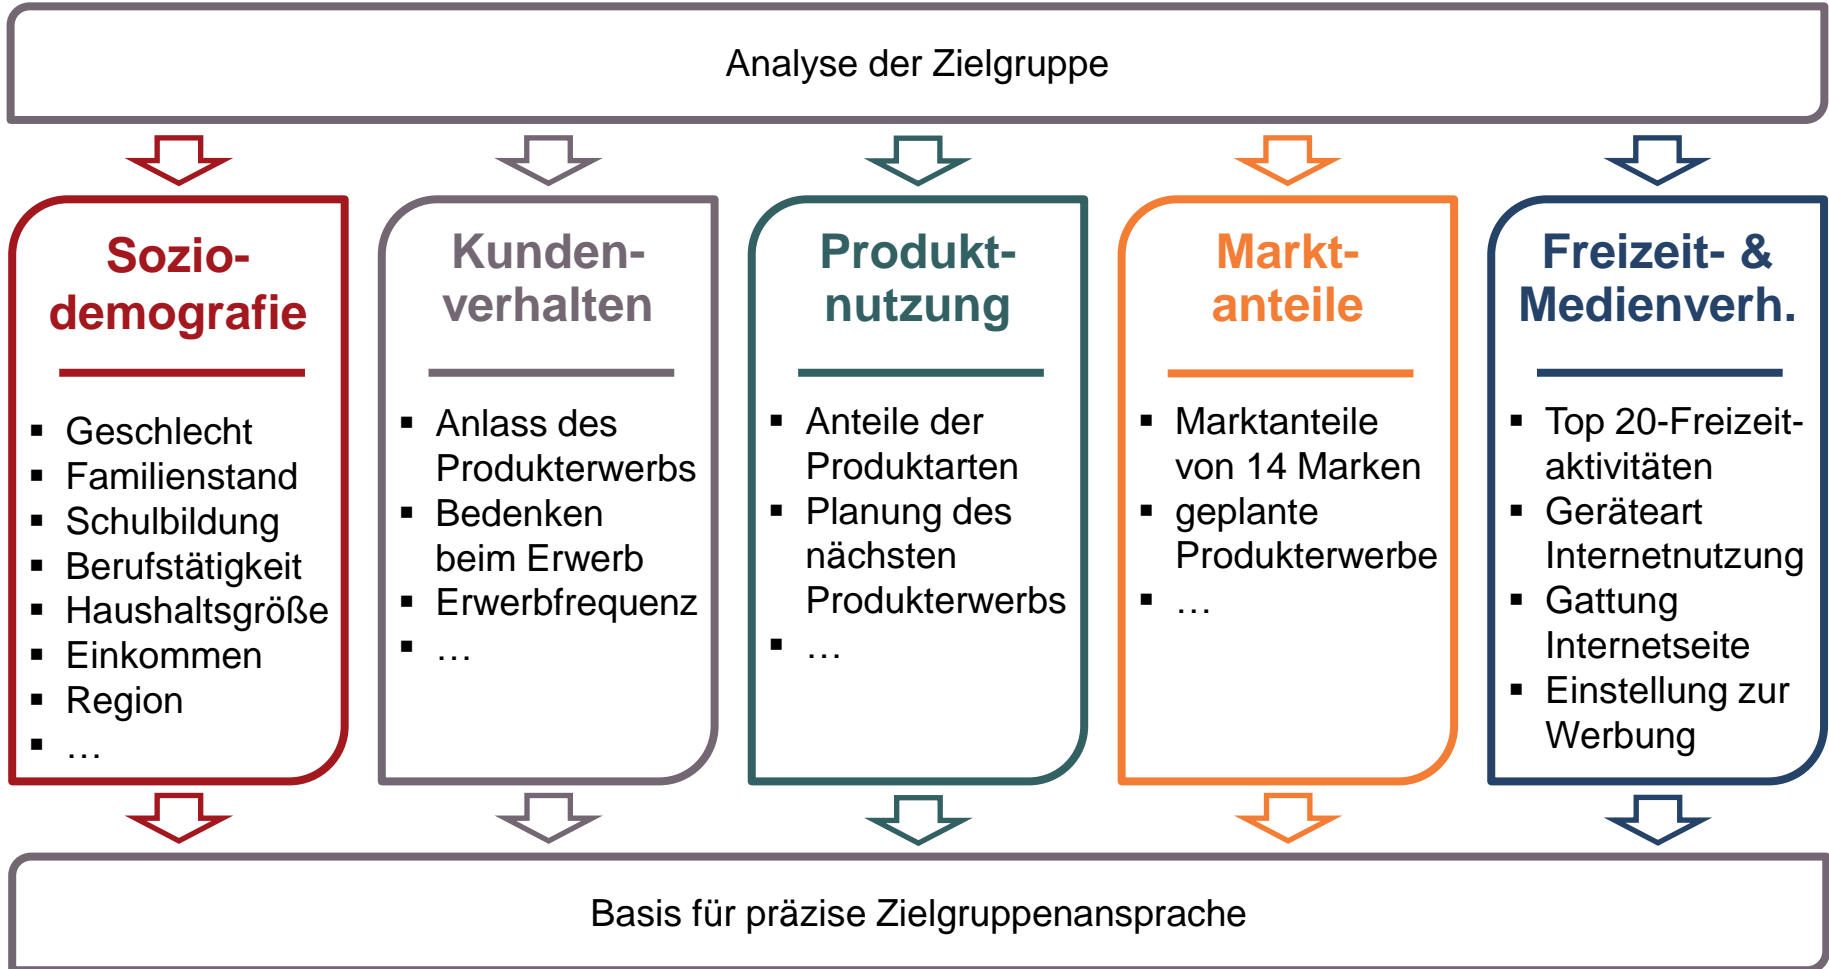 Analyse der Zielgruppe
Sozio-
demografie
▪ Geschlecht
▪ Familienstand
▪ Schulbildung
▪ Berufstätigkeit
▪ Haushaltsgröße
▪ Einkommen
▪ Region
▪ …
Kunden-
verhalten
▪ Anlass des
Produkterwerbs
▪ Bedenken
beim Erwerb
▪ Erwerbfrequenz
▪ …
Produkt-
nutzung
▪ Anteile der
Produktarten
▪ Planung des
nächsten
Produkterwerbs
▪ …
Markt-
anteile
▪ Marktanteile
von 14 Marken
▪ geplante
Produkterwerbe
▪ …
Freizeit- &
Medienverh.
▪ Top 20-Freizeit-
aktivitäten
▪ Geräteart
Internetnutzung
▪ Gattung
Internetseite
▪ Einstellung zur
Werbung
Basis für präzise Zielgruppenansprache